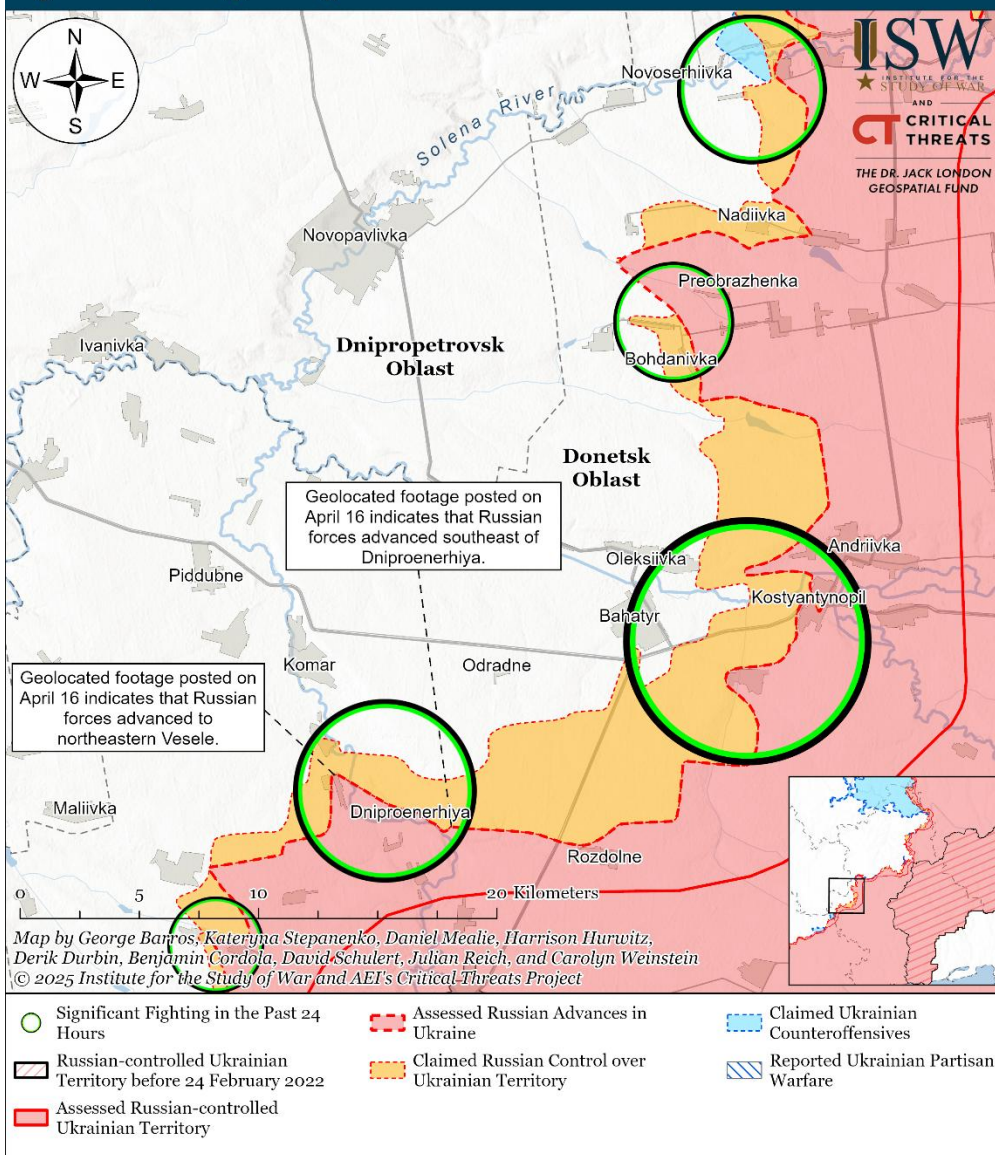 N
W
E
S
ISW
INSTITUTE FOR THE
STUDY OF WAR
AND
CT CRITICAL
THREATS
THE DR. JACK LONDON
GEOSPATIAL FUND
Novoserhiivka
Solena River
Nadiivka
Novopavlivka
Preobrazhenka
Ivanivka
Dnipropetrovsk
Oblast
Bohdanivka
Donetsk
Oblast
Geolocated footage posted on
April 16 indicates that Russian
forces advanced southeast of
Dniproenerhiya.
Oleksiivka
Andriivka
Piddubne
Kostyantynopil
Bahatyr
Komar
Odradne
Geolocated footage posted on
April 16 indicates that Russian
forces advanced to
northeastern Vesele.
Maliivka
Dniproenerhiya
Rozdolne
0 5 10 20 Kilometers
Map by George Barros, Kateryna Stepanenko, Daniel Mealie, Harrison Hurwitz,
Derik Durbin, Benjamin Cordola, David Schulert, Julian Reich, and Carolyn Weinstein
© 2025 Institute for the Study of War and AEI's Critical Threats Project
Significant Fighting in the Past 24
Hours
Russian-controlled Ukrainian
Territory before 24 February 2022
Assessed Russian-controlled
Ukrainian Territory
Assessed Russian Advances in
Ukraine
Claimed Russian Control over
Ukrainian Territory
Claimed Ukrainian
Counteroffensives
Reported Ukrainian Partisan
Warfare